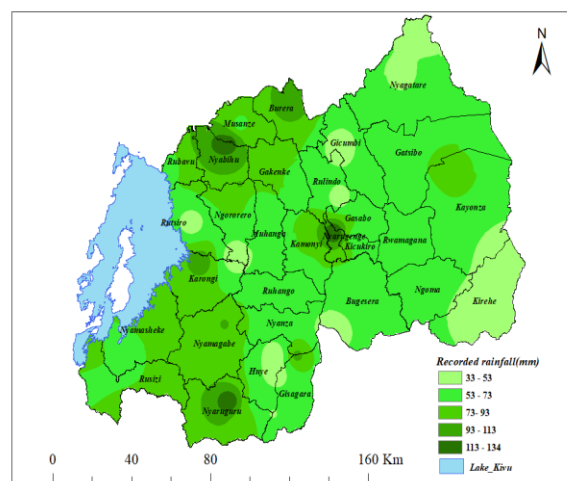 N
Nyagatare
Burera
Musanze
Gicumbi
Rubavu
Nyabihu
Gatsibo
Gakenke
Rulindo
Kayonza
Rutsiro
Ngororero
Gasabo
Muhanga
Nyarugenge
Kamonyi
Kicukiro
Rwamagana
Karongi
Ruhango
Bugesera
Ngoma
Kirehe
Nyamasheke
Nyanza
Nyamagabe
Huye
Rusizi
Gisagara
Nyaruguru
Recorded rainfall(mm)
33 - 53
53 - 73
73- 93
93 - 113
113 - 134
Lake_Kivu
0 40 80 160 Km